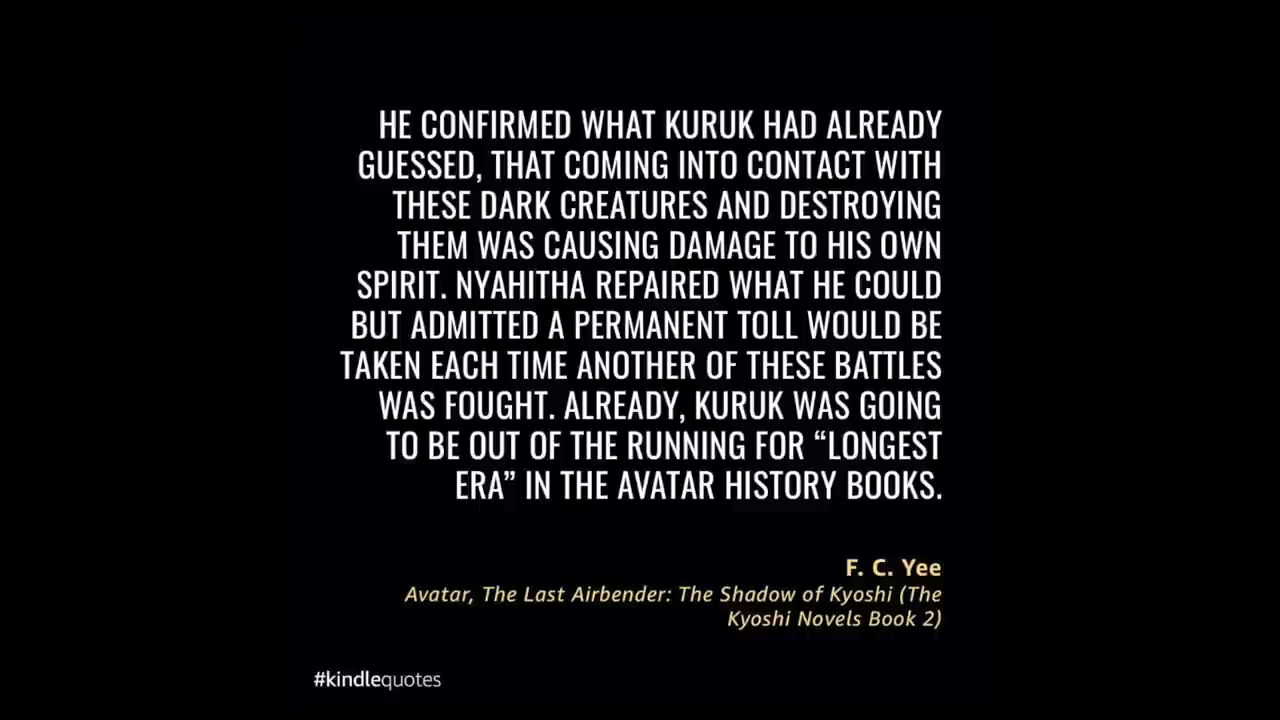 HE CONFIRMED WHAT KURUK HAD ALREADY
GUESSED, THAT COMING INTO CONTACT WITH
THESE DARK CREATURES AND DESTROYING
THEM WAS CAUSING DAMAGE TO HIS OWN
SPIRIT. NYAHITHA REPAIRED WHAT HE COULD
BUT ADMITTED A PERMANENT TOLL WOULD BE
TAKEN EACH TIME ANOTHER OF THESE BATTLES
WAS FOUGHT. ALREADY, KURUK WAS GOING
TO BE OUT OF THE RUNNING FOR “LONGEST
ERA” IN THE AVATAR HISTORY BOOKS.
F. C. Yee
Avatar, The Last Airbender: The Shadow of Kyoshi (The
Kyoshi Novels Book 2)
#kindlequotes